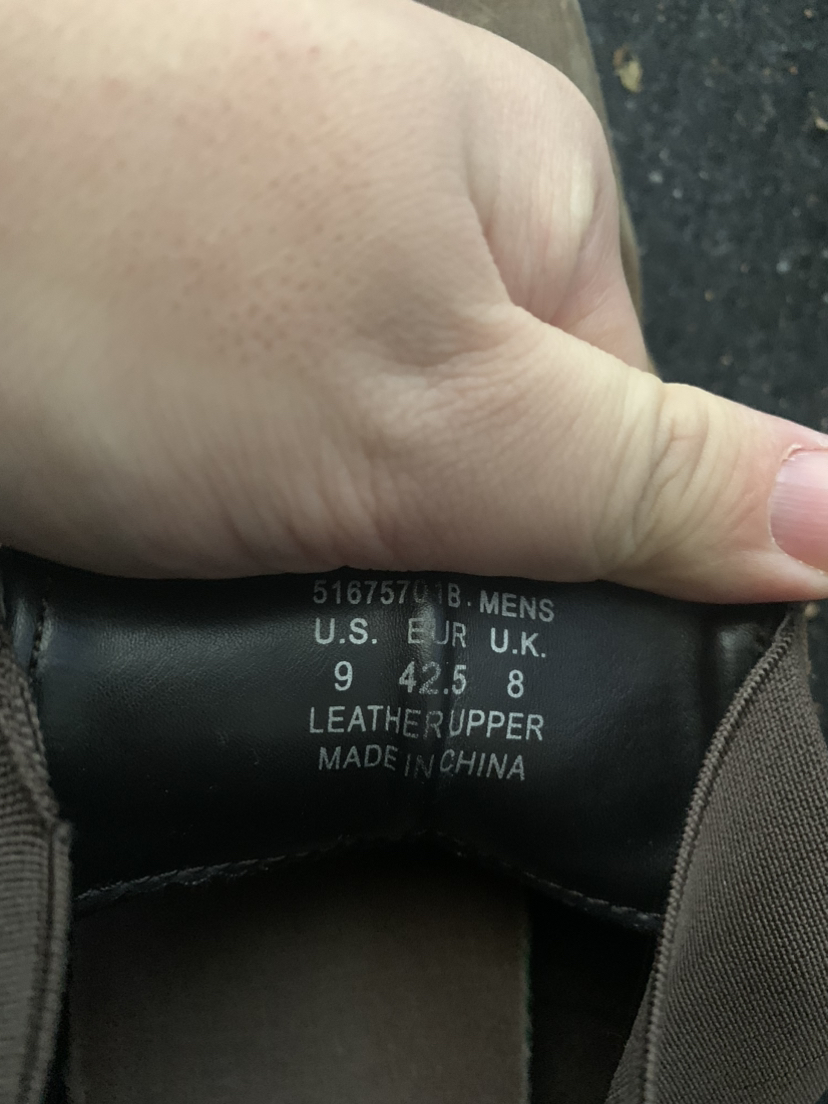 51675701B. MENS
U.S. EUR U.K.
9 42.5 8
LEATHER UPPER
MADE IN CHINA